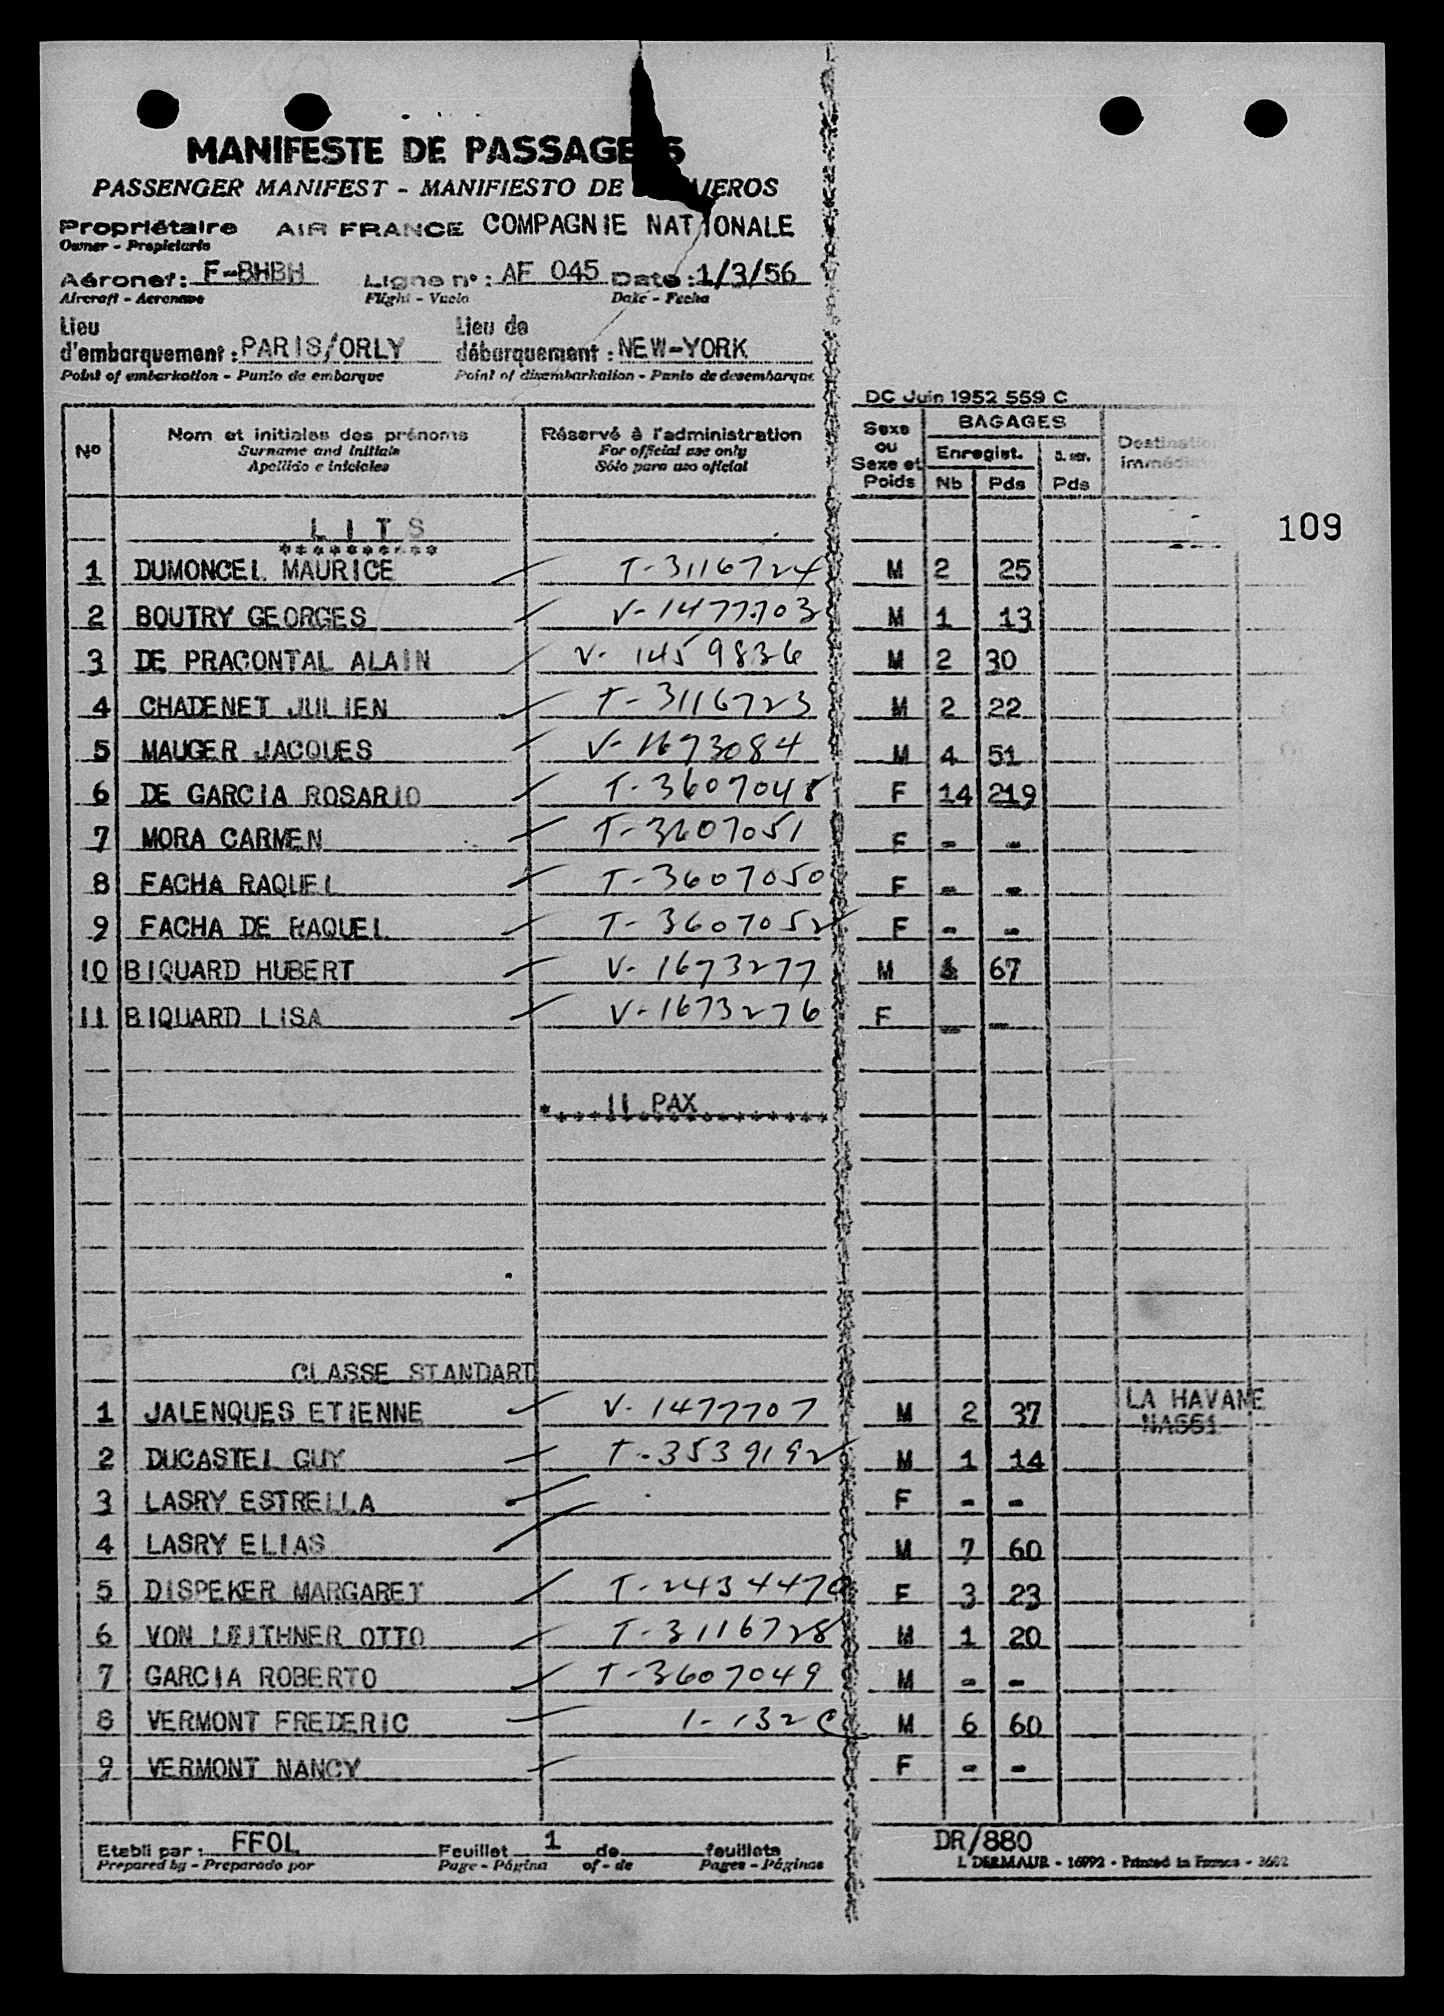 MANIFESTE DE PASSAGE S
PASSENGER MANIFEST - MANIFIESTO DE JEROS
Propriétaire AIR FRANCE COMPAGNIE NATIONALE
Owner - Propietario
Aéronef: F-BHBH Ligne n°: AF 045 Date: 1/3/56
Aircraft - Aeronave Flight - Vuelo Date - Fecha
Lieu d'embarquement: PARIS/ORLY Lieu de débarquement: NEW-YORK
Point of embarkation - Punto de embarque Point of disembarkation - Punto de desembarque
DC Juin 1952 559 C
N° Nom et initiales des prénoms Réservé à l'administration Sexe ou Sexe et Poids BAGAGES
Surname and initials For official use only Enregist.
Apellido e iniciales Sólo para uso oficial Nb Pds Pds
LITS
**********
109
1 DUMONCEL MAURICE T-3116724 M 2 25
2 BOUTRY GEORGES V-1477703 M 1 13
3 DE PRACONTAL ALAIN V-1459836 M 2 30
4 CHADENET JULIEN T-3116723 M 2 22
5 MAUGER JACQUES V-1673084 M 4 51
6 DE GARCIA ROSARIO T-3607048 F 14 219
7 MORA CARMEN T-3607051 F - -
8 FACHA RAQUEL T-3607050 F - -
9 FACHA DE RAQUEL T-3607052 F - -
10 BIQUARD HUBERT V-1673277 M 67
11 BIQUARD LISA V-1673276 F - -
11 PAX
CLASSE STANDARD
1 JALENQUES ETIENNE V-1477707 M 2 37 LA HAVANE
2 DUCASTEL GUY T-3539192 M 1 14
3 LASRY ESTRELLA F - -
4 LASRY ELIAS M 7 60
5 DISPEKER MARGARET T-2434470 F 3 23
6 VON LEITHNER OTTO T-3116728 M 1 20
7 GARCIA ROBERTO T-3607049 M - -
8 VERMONT FREDERIC M 6 60
9 VERMONT NANCY F - -
Etabli par: FFOL Feuillet 1 de feuillets DR/880
Prepared by - Preparado por Page - Página of - de Pages - Páginas L DERMAUR - 16992 - Printed in France